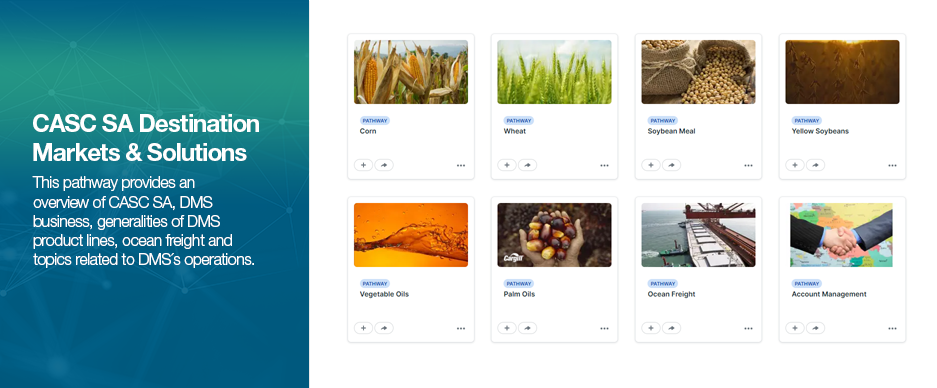 CASC SA Destination
Markets & Solutions
This pathway provides an
overview of CASC SA, DMS
business, generalities of DMS
product lines, ocean freight and
topics related to DMS´s operations.
PATHWAY
Corn
PATHWAY
Wheat
PATHWAY
Soybean Meal
PATHWAY
Yellow Soybeans
PATHWAY
Vegetable Oils
Cargill
PATHWAY
Palm Oils
PATHWAY
Ocean Freight
PATHWAY
Account Management